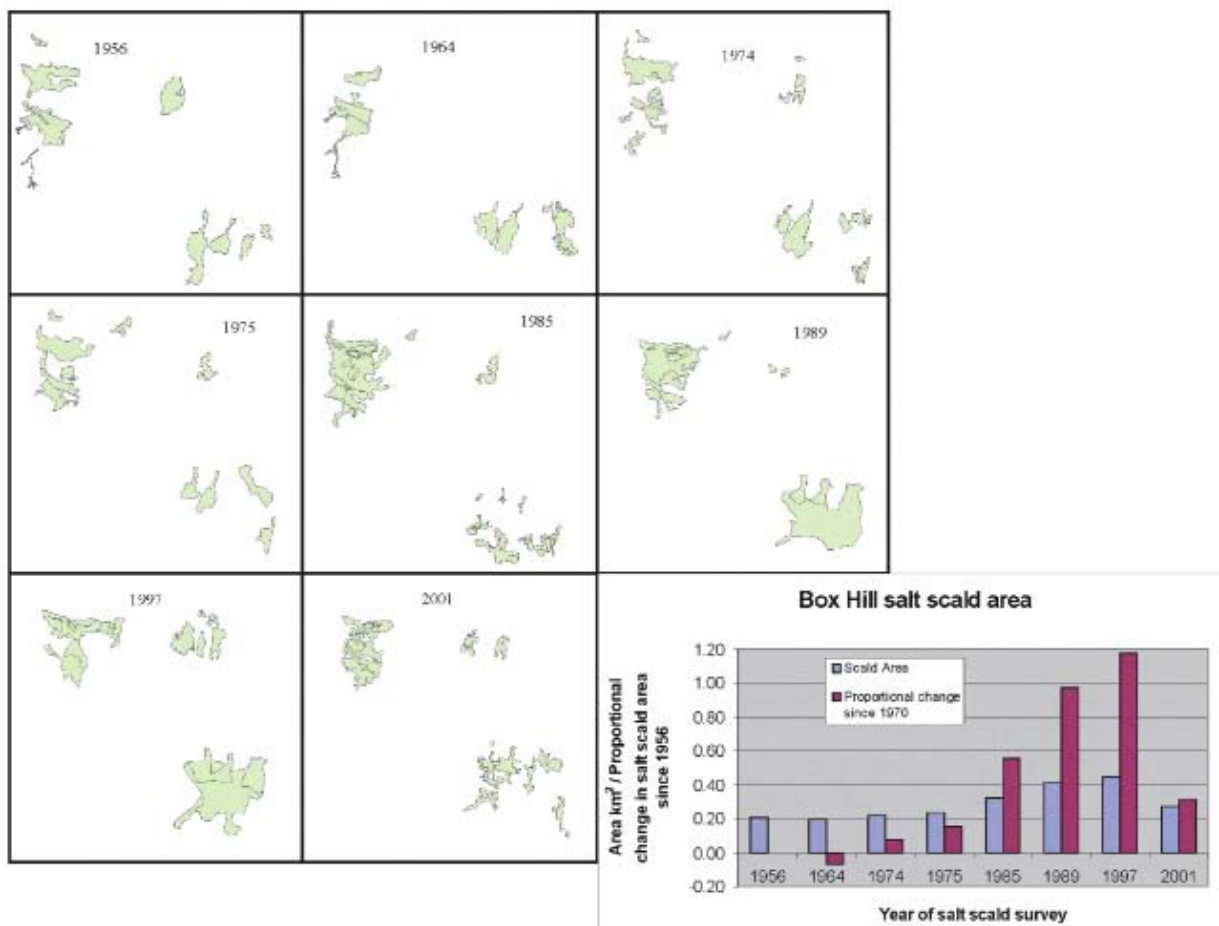 1956
1964
1974
1975
1985
1989
1997
2001
Box Hill salt scald area
Area km² / Proportional
change in salt scald area
since 1956
1.20
1.00
0.80
0.60
0.40
0.20
0.00
-0.20
Scald Area
Proportional change
since 1970
1956 1964 1974 1975 1985 1989 1997 2001
Year of salt scald survey